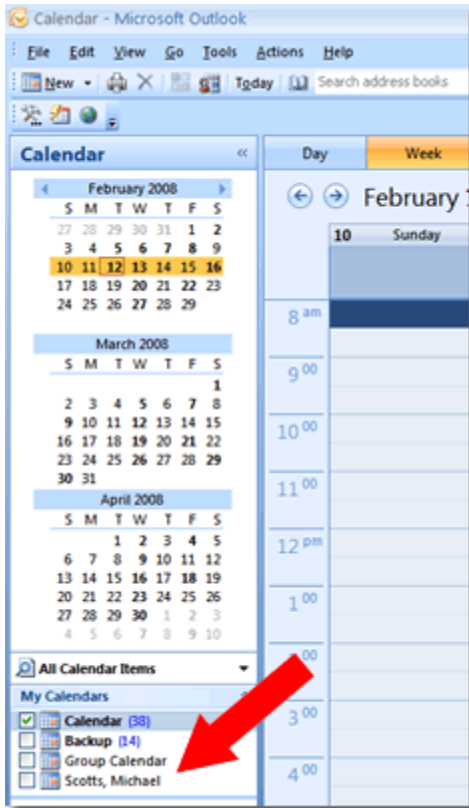 Calendar - Microsoft Outlook
File Edit View Go Tools Actions Help
New Today Search address books
Calendar «
Day Week
February 2008
S M T W T F S
27 28 29 30 31 1 2
3 4 5 6 7 8 9
10 11 12 13 14 15 16
17 18 19 20 21 22 23
24 25 26 27 28 29
March 2008
S M T W T F S
1
2 3 4 5 6 7 8
9 10 11 12 13 14 15
16 17 18 19 20 21 22
23 24 25 26 27 28 29
30 31
April 2008
S M T W T F S
1 2 3 4 5
6 7 8 9 10 11 12
13 14 15 16 17 18 19
20 21 22 23 24 25 26
27 28 29 30 1 2 3
4 5 6 7 8 9 10
All Calendar Items
My Calendars
Calendar (38)
Backup (14)
Group Calendar
Scotts, Michael
February
10 Sunday
8 am
9 00
10 00
11 00
12 pm
1 00
00
3 00
4 00